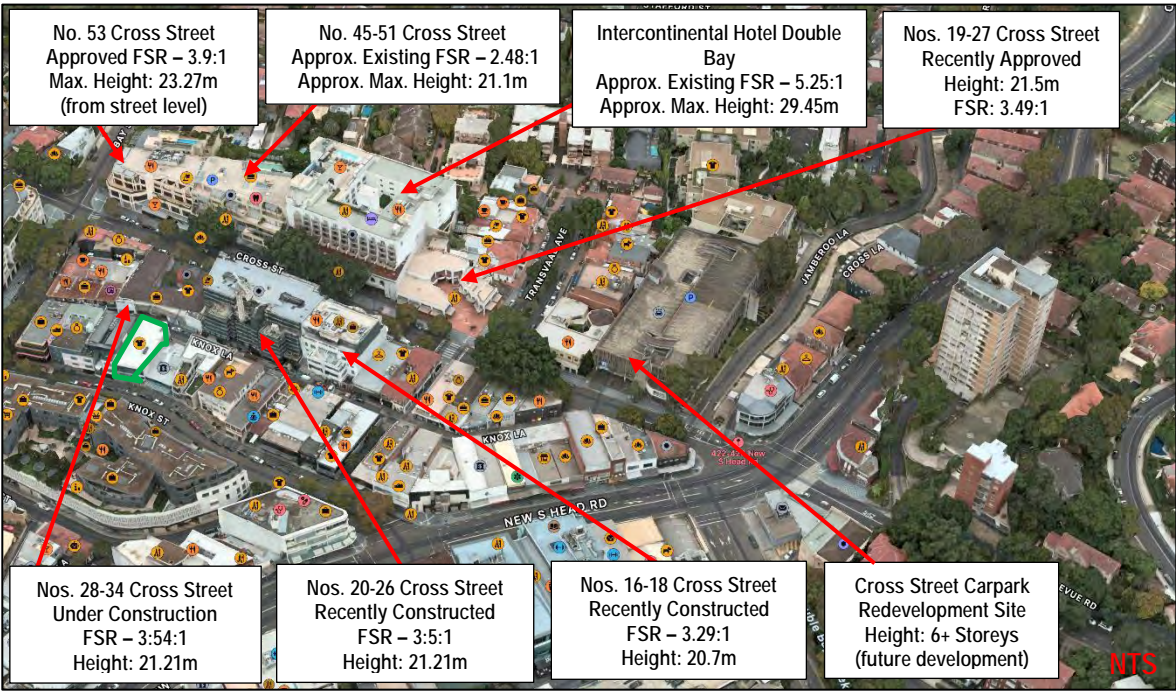 No. 53 Cross Street
Approved FSR – 3.9:1
Max. Height: 23.27m
(from street level)
No. 45-51 Cross Street
Approx. Existing FSR – 2.48:1
Approx. Max. Height: 21.1m
Intercontinental Hotel Double
Bay
Approx. Existing FSR – 5.25:1
Approx. Max. Height: 29.45m
Nos. 19-27 Cross Street
Recently Approved
Height: 21.5m
FSR: 3.49:1
BAY
CROSS ST
TRANSVAAL AVE
JAMBEROO LA
CROSS LA
KNOX LA
KNOX ST
KNOX LA
NEW S HEAD RD
Nos. 28-34 Cross Street
Under Construction
FSR – 3:54:1
Height: 21.21m
Nos. 20-26 Cross Street
Recently Constructed
FSR – 3:5:1
Height: 21.21m
Nos. 16-18 Cross Street
Recently Constructed
FSR – 3.29:1
Height: 20.7m
Cross Street Carpark
Redevelopment Site
Height: 6+ Storeys
(future development)
NTS